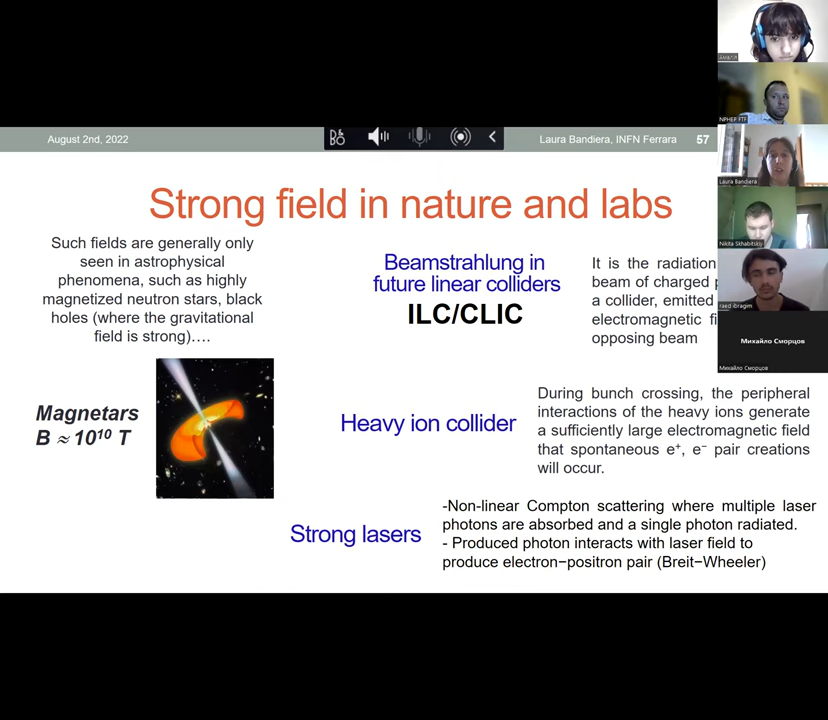 August 2nd, 2022
Laura Bandiera, INFN Ferrara
57
Strong field in nature and labs
Such fields are generally only
seen in astrophysical
phenomena, such as highly
magnetized neutron stars, black
holes (where the gravitational
field is strong)….
Magnetars
B ≈ 10¹⁰ T
Beamstrahlung in
future linear colliders
ILC/CLIC
It is the radiation
beam of charged
a collider, emitted
electromagnetic
opposing beam
Heavy ion collider
During bunch crossing, the peripheral
interactions of the heavy ions generate
a sufficiently large electromagnetic field
that spontaneous e⁺, e⁻ pair creations
will occur.
Strong lasers
-Non-linear Compton scattering where multiple laser
photons are absorbed and a single photon radiated.
- Produced photon interacts with laser field to
produce electron−positron pair (Breit−Wheeler)
NPHEP FTF
Laura Bandiera
Nikita Skhabitskiy
raed ibragim
Михайло Сморцов
Михайло Сморцов